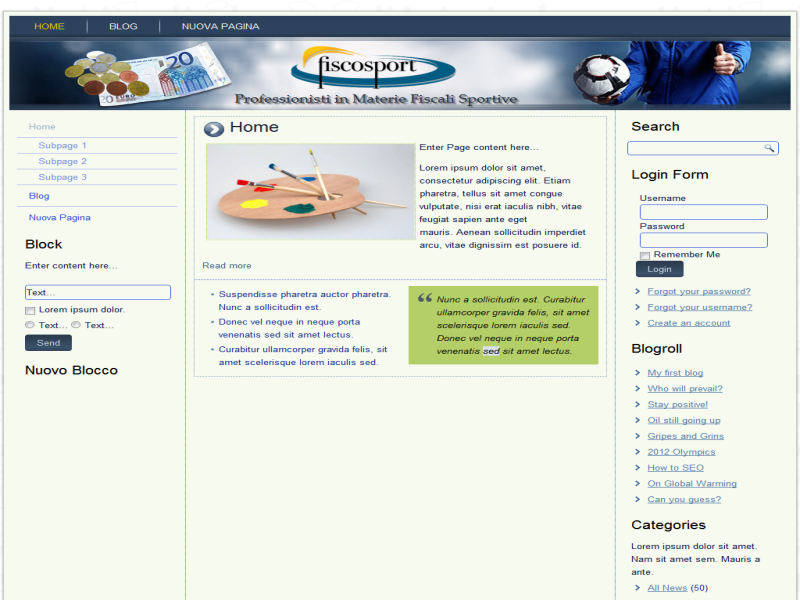 HOME
BLOG
NUOVA PAGINA
20
20 EURO
fiscosport
Professionisti in Materie Fiscali Sportive
Home
Subpage 1
Subpage 2
Subpage 3
Blog
Nuova Pagina
Block
Enter content here...
Text...
Lorem ipsum dolor.
Text... Text...
Send
Nuovo Blocco
Home
Enter Page content here...
Lorem ipsum dolor sit amet,
consectetur adipiscing elit. Etiam
pharetra, tellus sit amet congue
vulputate, nisi erat iaculis nibh, vitae
feugiat sapien ante eget
mauris. Aenean sollicitudin imperdiet
arcu, vitae dignissim est posuere id.
Read more
Suspendisse pharetra auctor pharetra.
Nunc a sollicitudin est.
Donec vel neque in neque porta
venenatis sed sit amet lectus.
Curabitur ullamcorper gravida felis, sit
amet scelerisque lorem iaculis sed.
“ Nunc a sollicitudin est. Curabitur
ullamcorper gravida felis, sit amet
scelerisque lorem iaculis sed.
Donec vel neque in neque porta
venenatis sed sit amet lectus.
Search
Login Form
Username
Password
Remember Me
Login
Forgot your password?
Forgot your username?
Create an account
Blogroll
My first blog
Who will prevail?
Stay positive!
Oil still going up
Gripes and Grins
2012 Olympics
How to SEO
On Global Warming
Can you guess?
Categories
Lorem ipsum dolor sit amet.
Nam sit amet sem. Mauris a
ante.
All News (50)